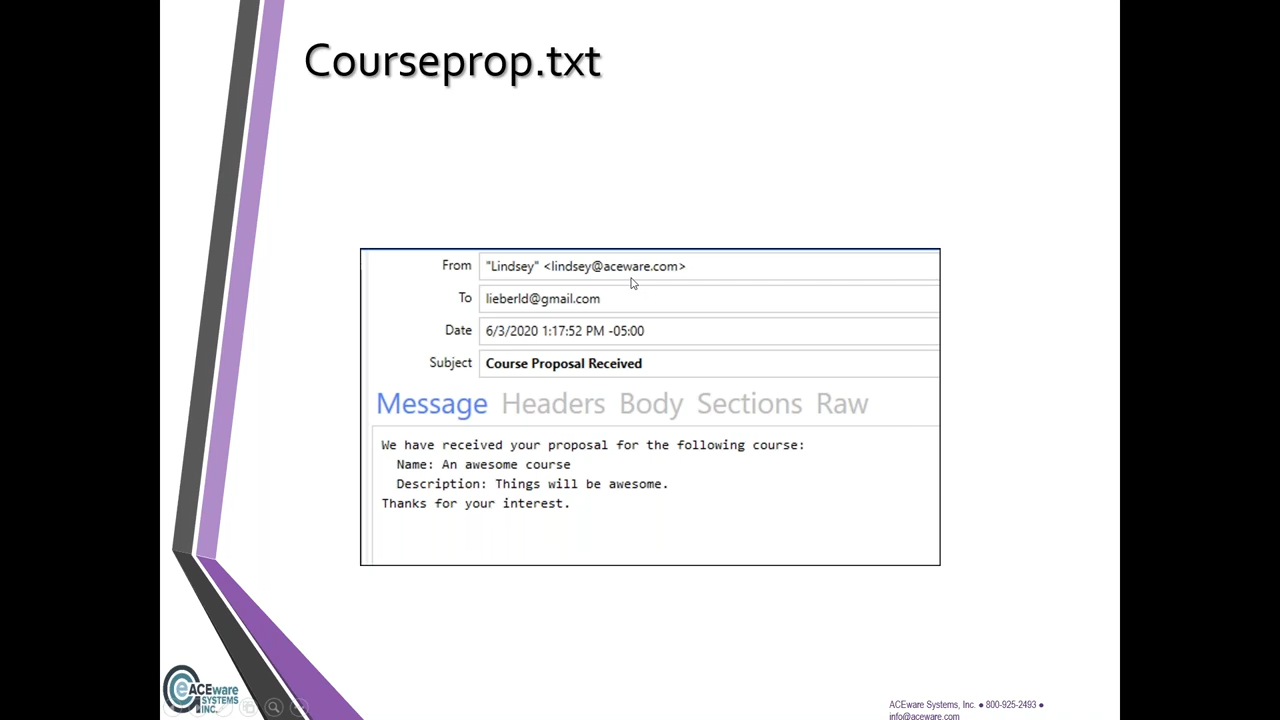 Courseprop.txt
From "Lindsey" <lindsey@aceware.com>
To lieberld@gmail.com
Date 6/3/2020 1:17:52 PM -05:00
Subject Course Proposal Received
Message Headers Body Sections Raw
We have received your proposal for the following course:
Name: An awesome course
Description: Things will be awesome.
Thanks for your interest.
ACEware
SYSTEMS
INC.
ACEware Systems, Inc. ● 800-925-2493 ●
info@aceware.com